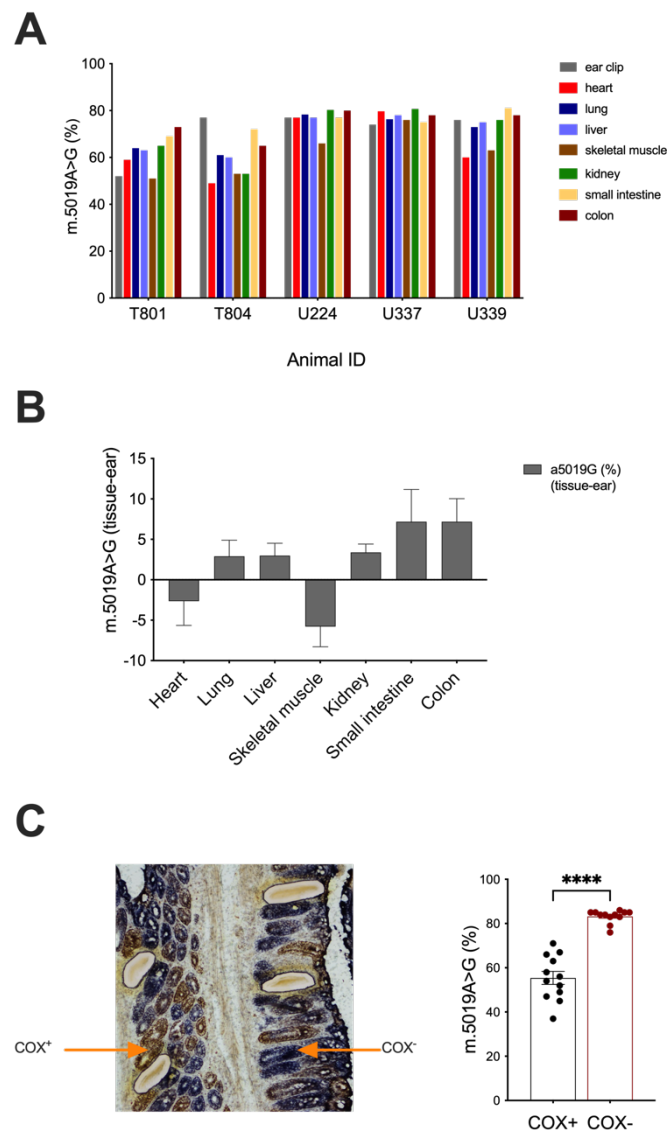 A
m.5019A>G (%)
100
80
60
40
20
0
T801 T804 U224 U337 U339
Animal ID
ear clip
heart
lung
liver
skeletal muscle
kidney
small intestine
colon
B
m.5019A>G (tissue-ear)
15
10
5
0
-5
-10
Heart
Lung
Liver
Skeletal muscle
Kidney
Small intestine
Colon
a5019G (%)
(tissue-ear)
C
COX+
COX-
m.5019A>G (%)
100
80
60
40
20
0
****
COX+ COX-